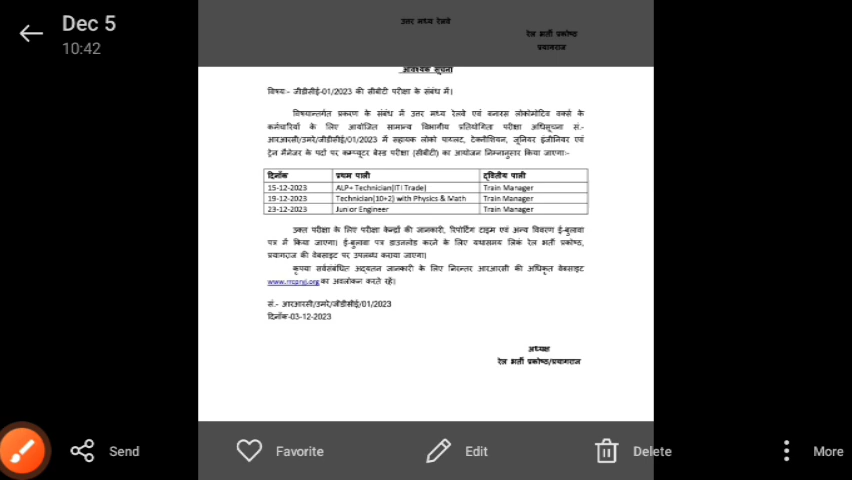 Dec 5
10:42
उत्तर मध्य रेलवे
रेल भर्ती प्रकोष्ठ
प्रयागराज
आवश्यक सूचना
विषयः- जीडीसीई-01/2023 की सीबीटी परीक्षा के संबंध में।
विषयान्तर्गत प्रकरण के संबंध में उत्तर मध्य रेलवे एवं बनारस लोकोमोटिव वर्क्स के
कर्मचारियों के लिए आयोजित सामान्य विभागीय प्रतियोगिता परीक्षा अधिसूचना सं.-
आरआरसी/उमरे/जीडीसीई/01/2023 में सहायक लोको पायलट, टेक्नीशियन, जूनियर इंजीनियर एवं
ट्रेन मैनेजर के पदों पर कम्प्यूटर बेस्ड परीक्षा (सीबीटी) का आयोजन निम्नानुसार किया जाएगाः-
दिनाँक प्रथम पाली द्वितीय पाली
15-12-2023 ALP+ Technician(ITI Trade) Train Manager
19-12-2023 Technician(10+2) with Physics & Math Train Manager
23-12-2023 Junior Engineer Train Manager
उक्त परीक्षा के लिए परीक्षा केन्द्रों की जानकारी, रिपोर्टिंग टाइम एवं अन्य विवरण ई-बुलावा
पत्र में किया जाएगा। ई-बुलावा पत्र डाउनलोड करने के लिए यथासमय लिंक रेल भर्ती प्रकोष्ठ,
प्रयागराज की वेबसाइट पर उपलब्ध कराया जाएगा।
कृपया सर्वसंबंधित अद्यतन जानकारी के लिए निरन्तर आरआरसी की अधिकृत वेबसाइट
www.rrcpryj.org का अवलोकन करते रहें।
सं.- आरआरसी/उमरे/जीडीसीई/01/2023
दिनाँक-03-12-2023
अध्यक्ष
रेल भर्ती प्रकोष्ठ/प्रयागराज
Send Favorite Edit Delete More